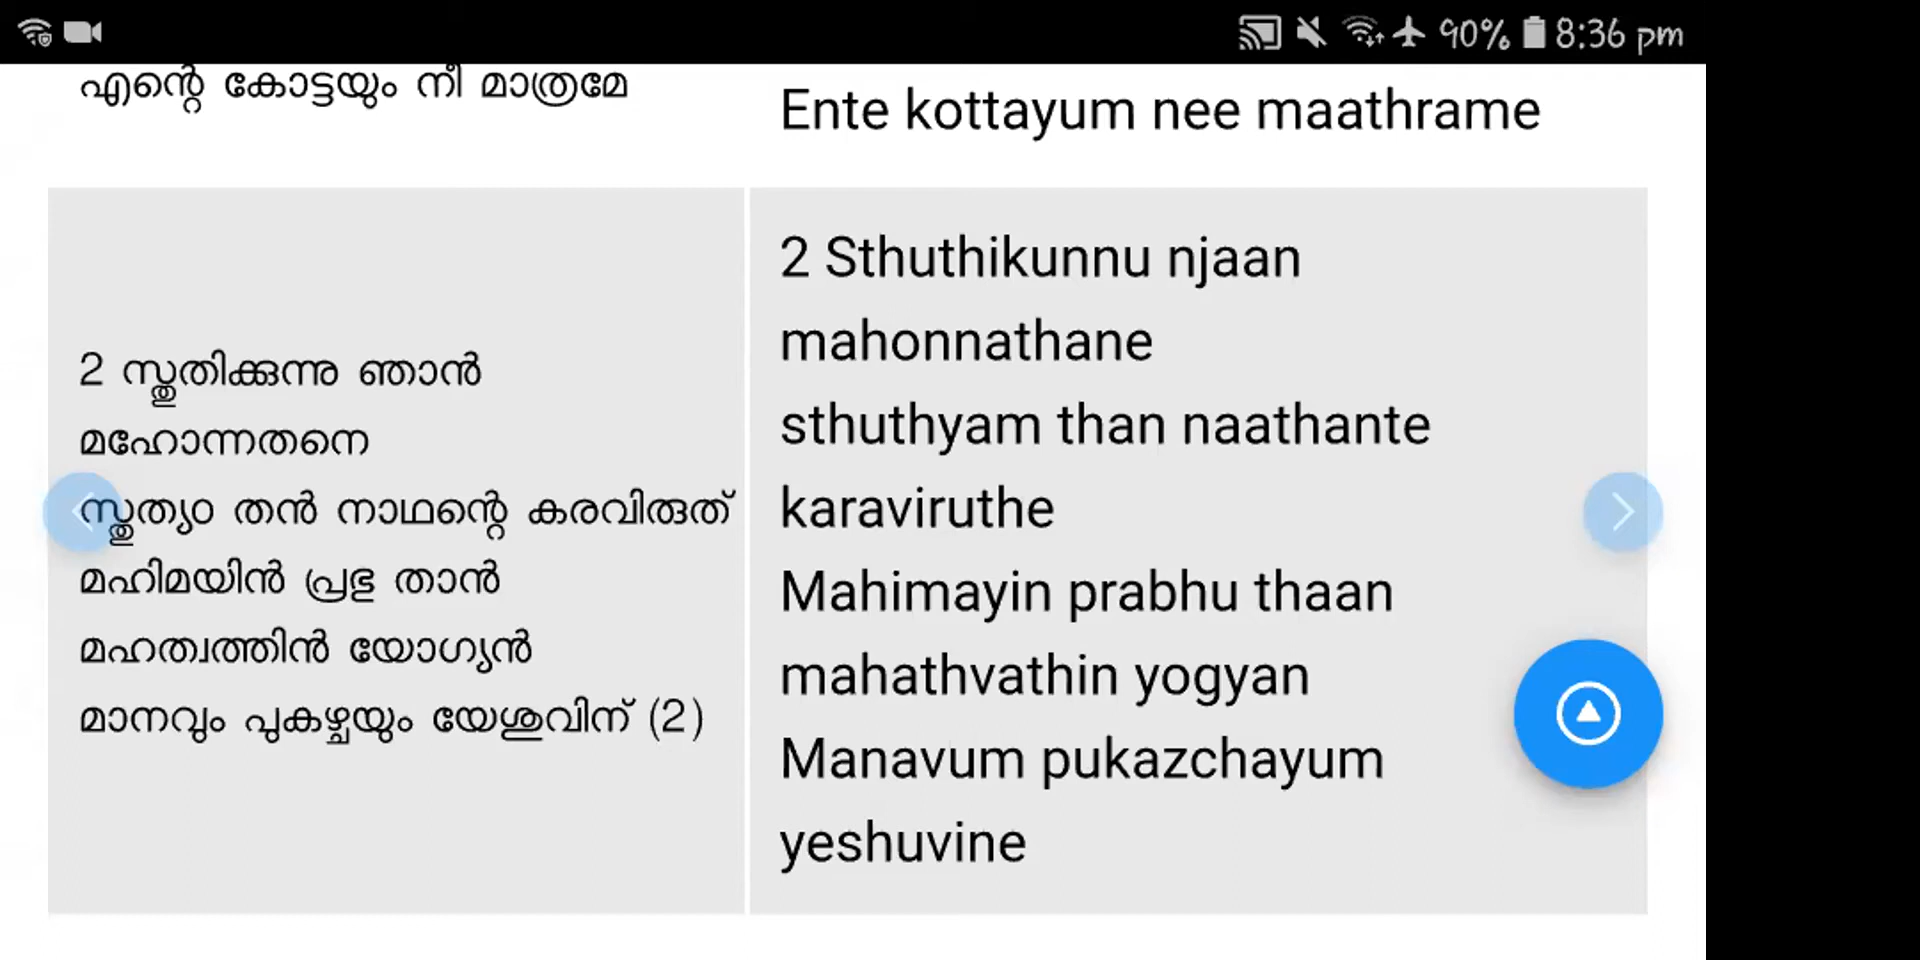 90% 8:36 pm
എന്റെ കോട്ടയും നീ മാത്രമേ
Ente kottayum nee maathrame
2 സ്തുതിക്കുന്നു ഞാൻ
മഹോന്നതനെ
സ്തുത്യഠ തൻ നാഥന്റെ കരവിരുത്
മഹിമയിൻ പ്രഭു താൻ
മഹത്വത്തിൻ യോഗ്യൻ
മാനവും പുകഴ്ചയും യേശുവിന് (2)
2 Sthuthikunnu njaan
mahonnathane
sthuthyam than naathante
karaviruthe
Mahimayin prabhu thaan
mahathvathin yogyan
Manavum pukazchayum
yeshuvine